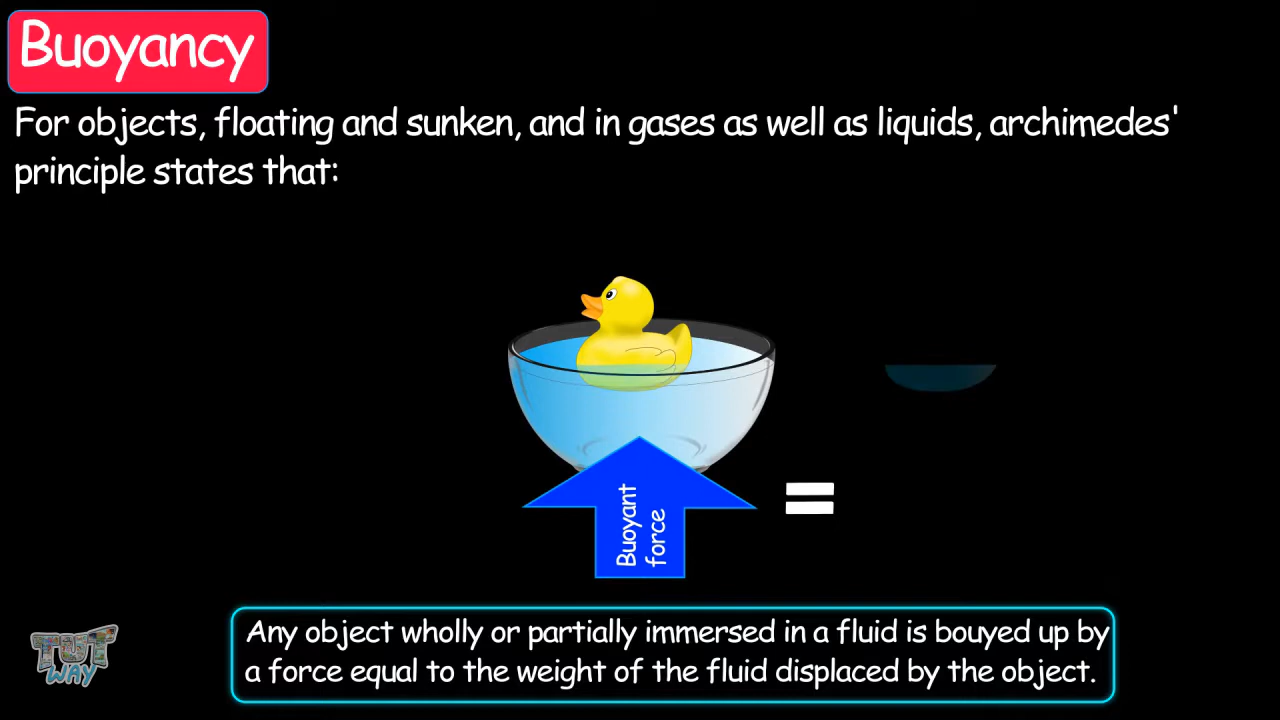 Buoyancy
For objects, floating and sunken, and in gases as well as liquids, archimedes'
principle states that:
Buoyant
force
=
Any object wholly or partially immersed in a fluid is bouyed up by
a force equal to the weight of the fluid displaced by the object.
TUT
WAY